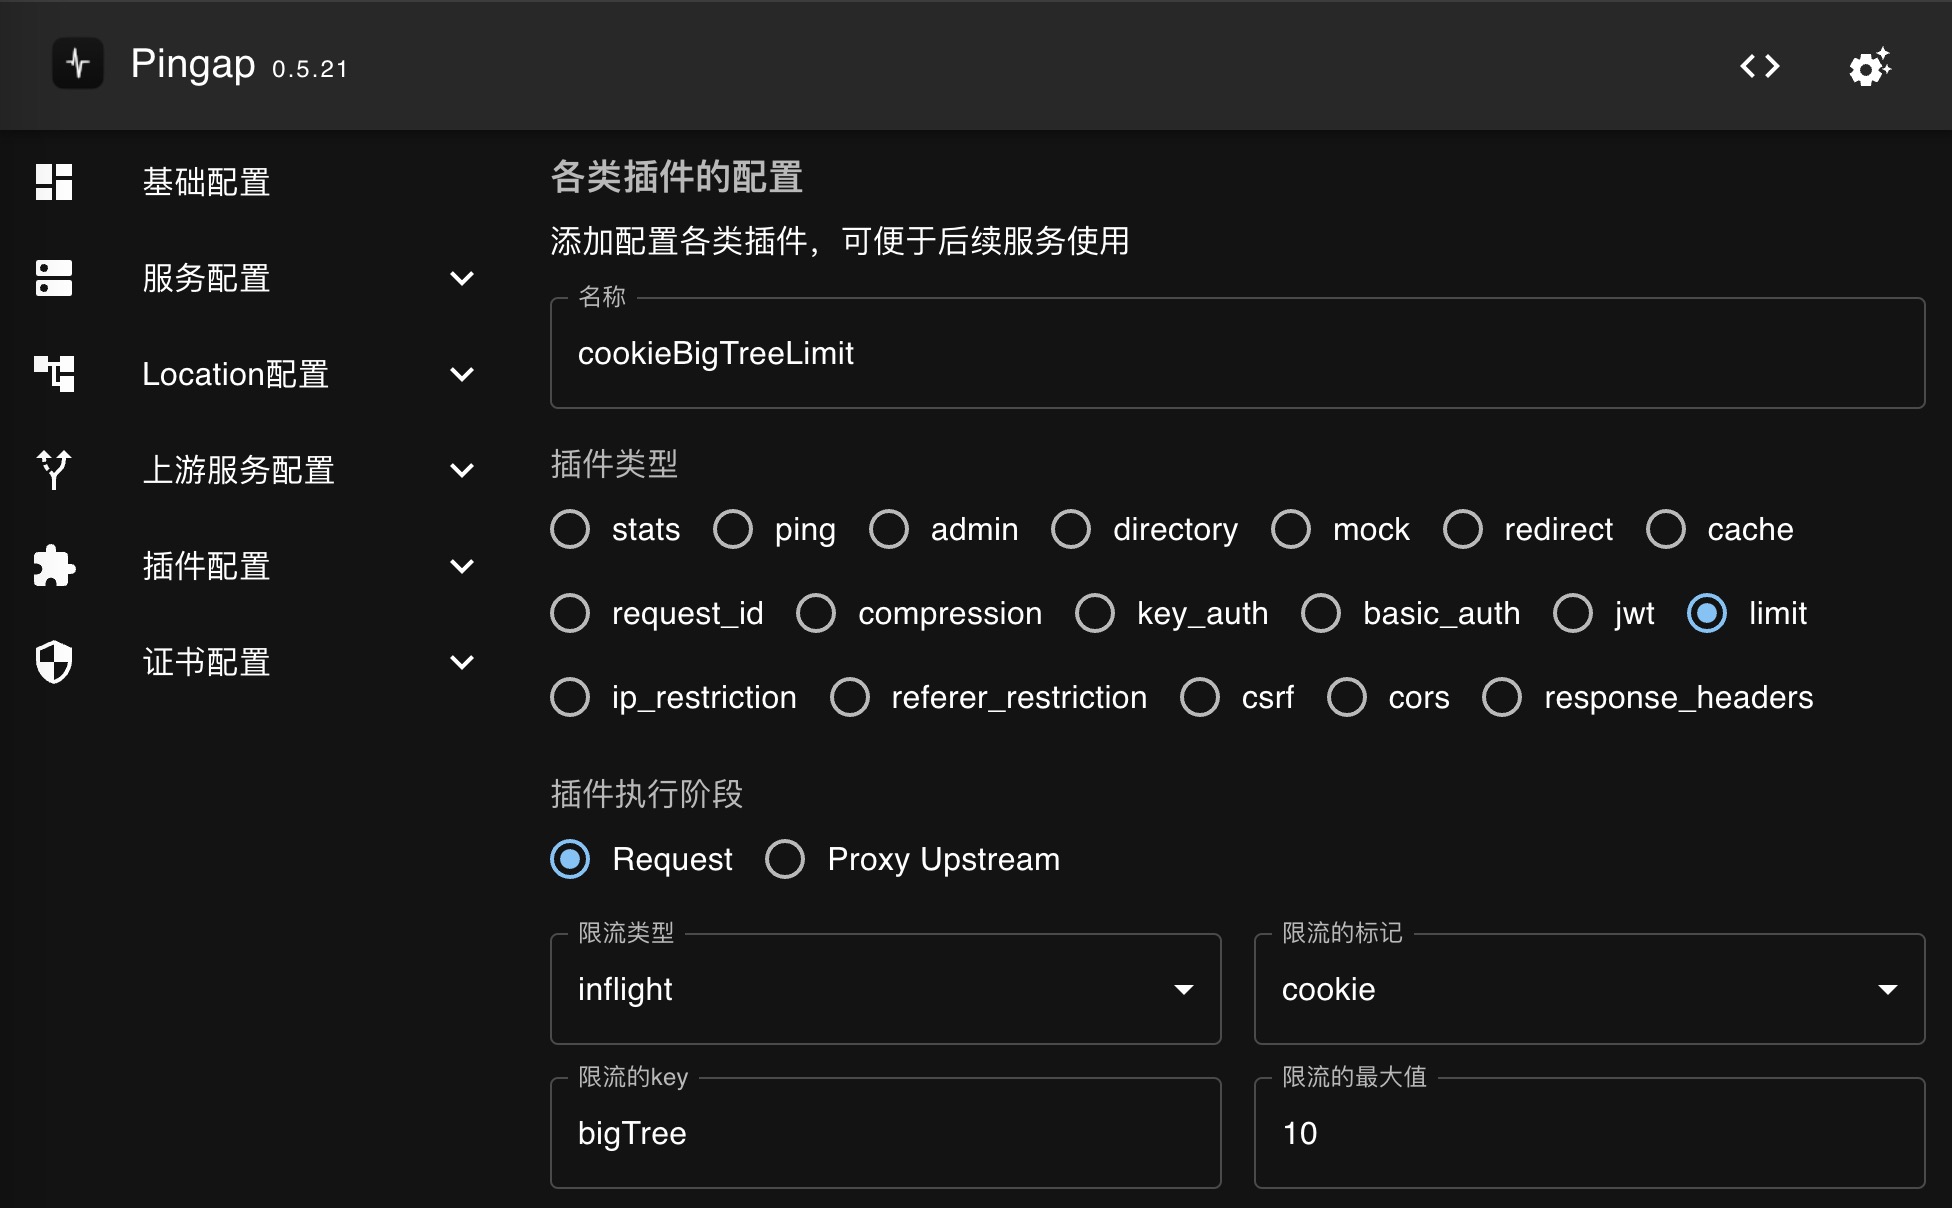 Pingap 0.5.21
基础配置
服务配置
Location配置
上游服务配置
插件配置
证书配置
各类插件的配置
添加配置各类插件，可便于后续服务使用
名称
cookieBigTreeLimit
插件类型
stats ping admin directory mock redirect cache
request_id compression key_auth basic_auth jwt limit
ip_restriction referer_restriction csrf cors response_headers
插件执行阶段
Request Proxy Upstream
限流类型 限流的标记
inflight cookie
限流的key 限流的最大值
bigTree 10